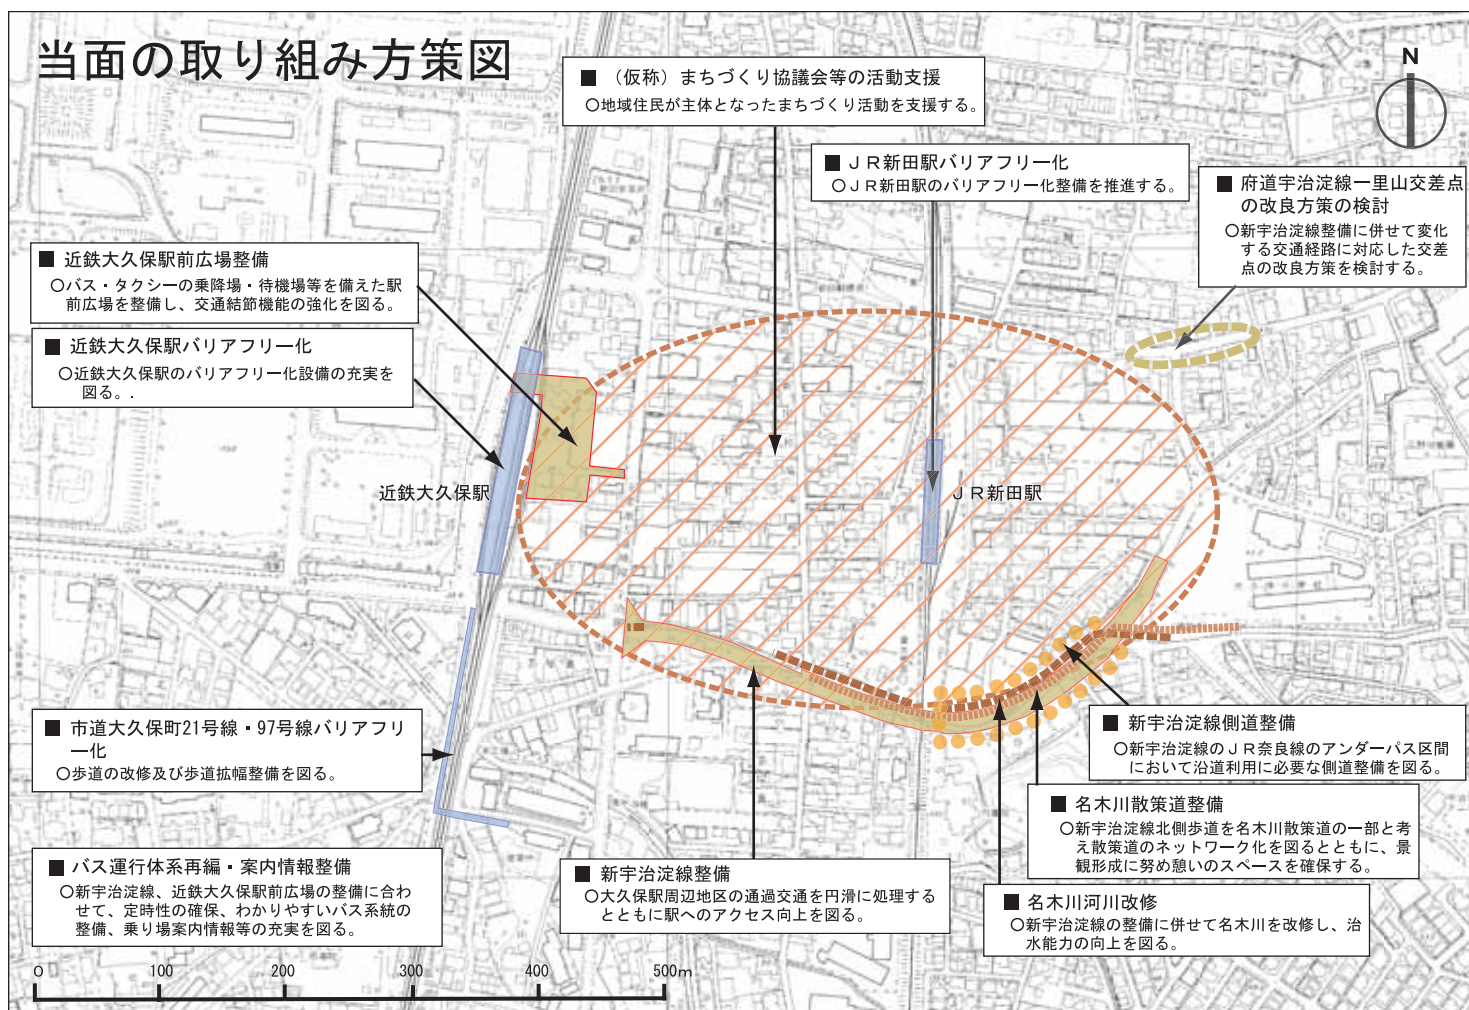 当面の取り組み方策図
N
■（仮称）まちづくり協議会等の活動支援
○地域住民が主体となったまちづくり活動を支援する。
■ＪＲ新田駅バリアフリー化
○ＪＲ新田駅のバリアフリー化整備を推進する。
■府道宇治淀線一里山交差点
の改良方策の検討
○新宇治淀線整備に併せて変化
する交通経路に対応した交差
点の改良方策を検討する。
■近鉄大久保駅前広場整備
○バス・タクシーの乗降場・待機場等を備えた駅
前広場を整備し、交通結節機能の強化を図る。
■近鉄大久保駅バリアフリー化
○近鉄大久保駅のバリアフリー化設備の充実を
図る。.
近鉄大久保駅
ＪＲ新田駅
■市道大久保町21号線・97号線バリアフリ
ー化
○歩道の改修及び歩道拡幅整備を図る。
■新宇治淀線側道整備
○新宇治淀線のＪＲ奈良線のアンダーパス区間
において沿道利用に必要な側道整備を図る。
■名木川散策道整備
○新宇治淀線北側歩道を名木川散策道の一部と考
え散策道のネットワーク化を図るとともに、景
観形成に努め憩いのスペースを確保する。
■バス運行体系再編・案内情報整備
○新宇治淀線、近鉄大久保駅前広場の整備に合わ
せて、定時性の確保、わかりやすいバス系統の
整備、乗り場案内情報等の充実を図る。
■新宇治淀線整備
○大久保駅周辺地区の通過交通を円滑に処理する
とともに駅へのアクセス向上を図る。
■名木川河川改修
○新宇治淀線の整備に併せて名木川を改修し、治
水能力の向上を図る。
0 100 200 300 400 500m